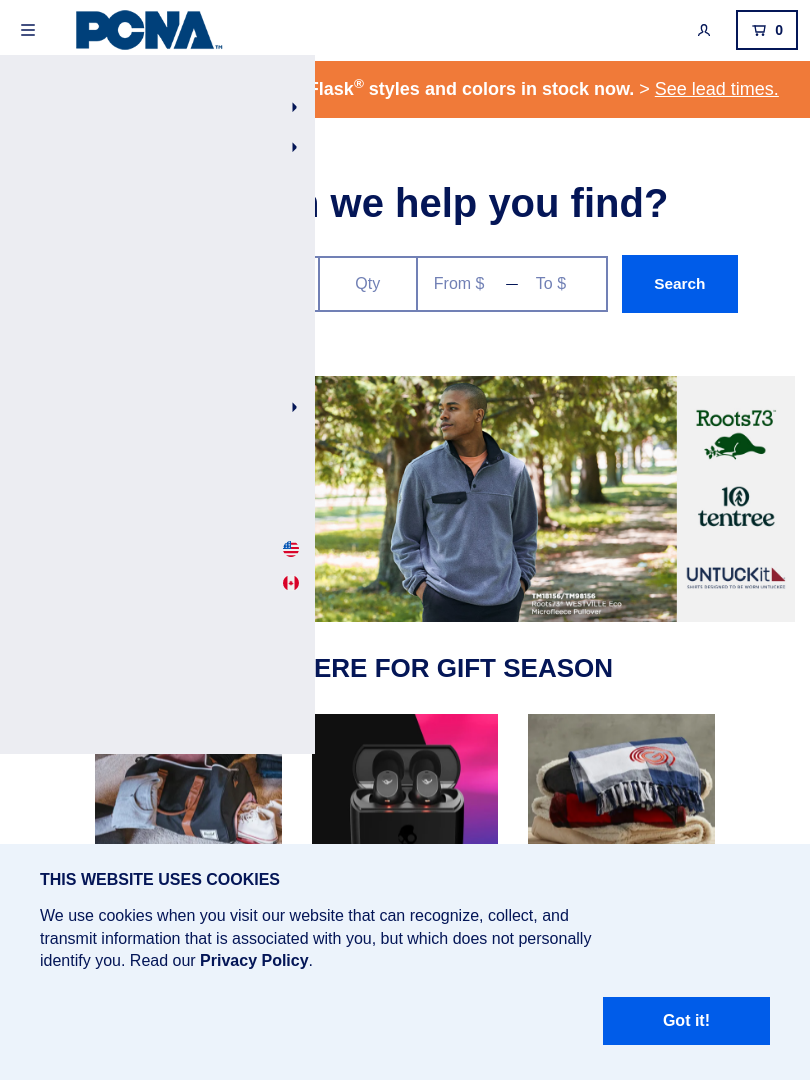 PCNA™
0
Flask® styles and colors in stock now. > See lead times.
we help you find?
Qty
From $ — To $
Search
Roots73
10
tentree
UNTUCKit
SHIRTS DESIGNED TO BE WORN UNTUCKED
TM18156/TM98156
Roots73® WESTVILLE Eco
Microfleece Pullover
ERE FOR GIFT SEASON
THIS WEBSITE USES COOKIES
We use cookies when you visit our website that can recognize, collect, and
transmit information that is associated with you, but which does not personally
identify you. Read our Privacy Policy.
Got it!